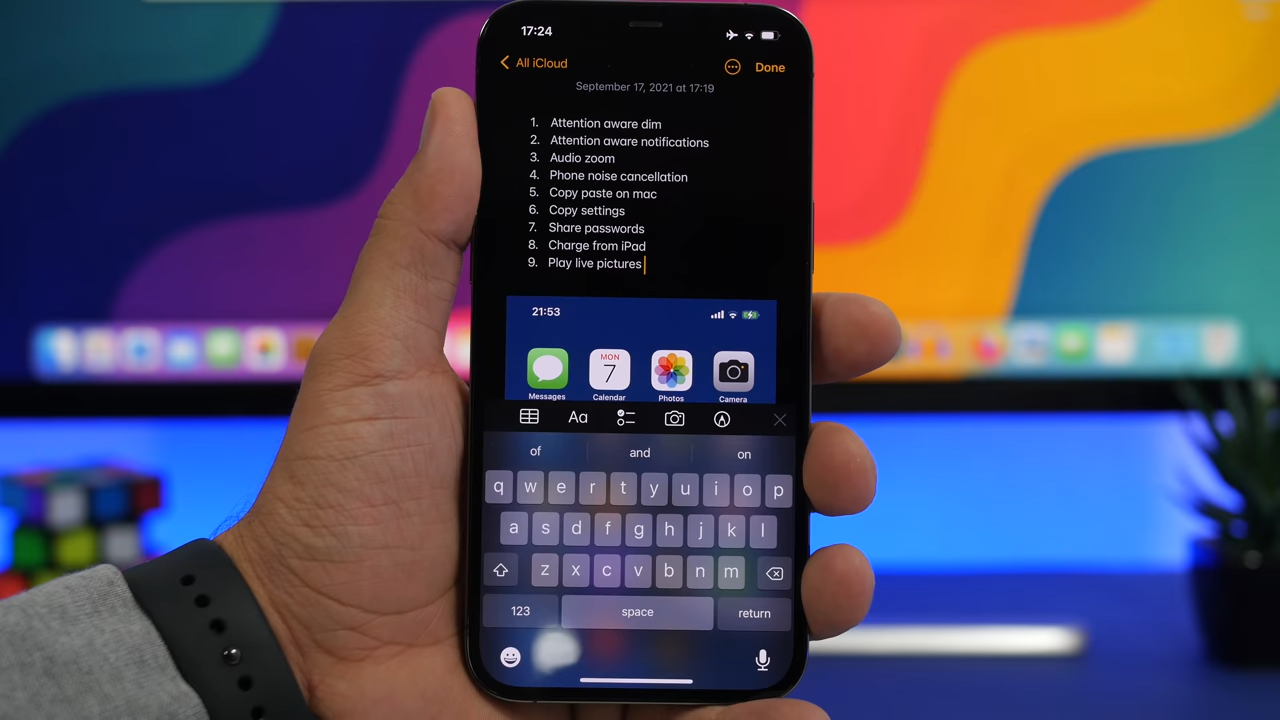 17:24
All iCloud
Done
September 17, 2021 at 17:19
1. Attention aware dim
2. Attention aware notifications
3. Audio zoom
4. Phone noise cancellation
5. Copy paste on mac
6. Copy settings
7. Share passwords
8. Charge from iPad
9. Play live pictures
21:53
MON
7
Messages Calendar Photos Camera
Aa
of and on
q w e r t y u i o p
a s d f g h j k l
z x c v b n m
123 space return